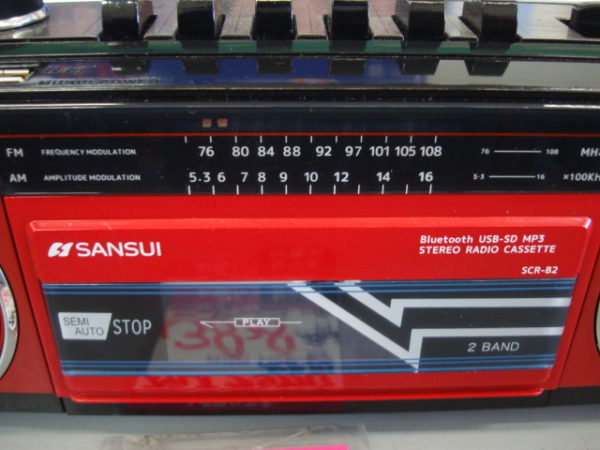 FM FREQUENCY MODULATION 76 80 84 88 92 97 101 105 108 76 108
AM AMPLITUDE MODULATION 5.3 6 7 8 9 10 12 14 16 5.3 16 ×100KH
SANSUI
Bluetooth USB-SD MP3
STEREO RADIO CASSETTE
SCR-B2
SEMI AUTO STOP
PLAY
2 BAND